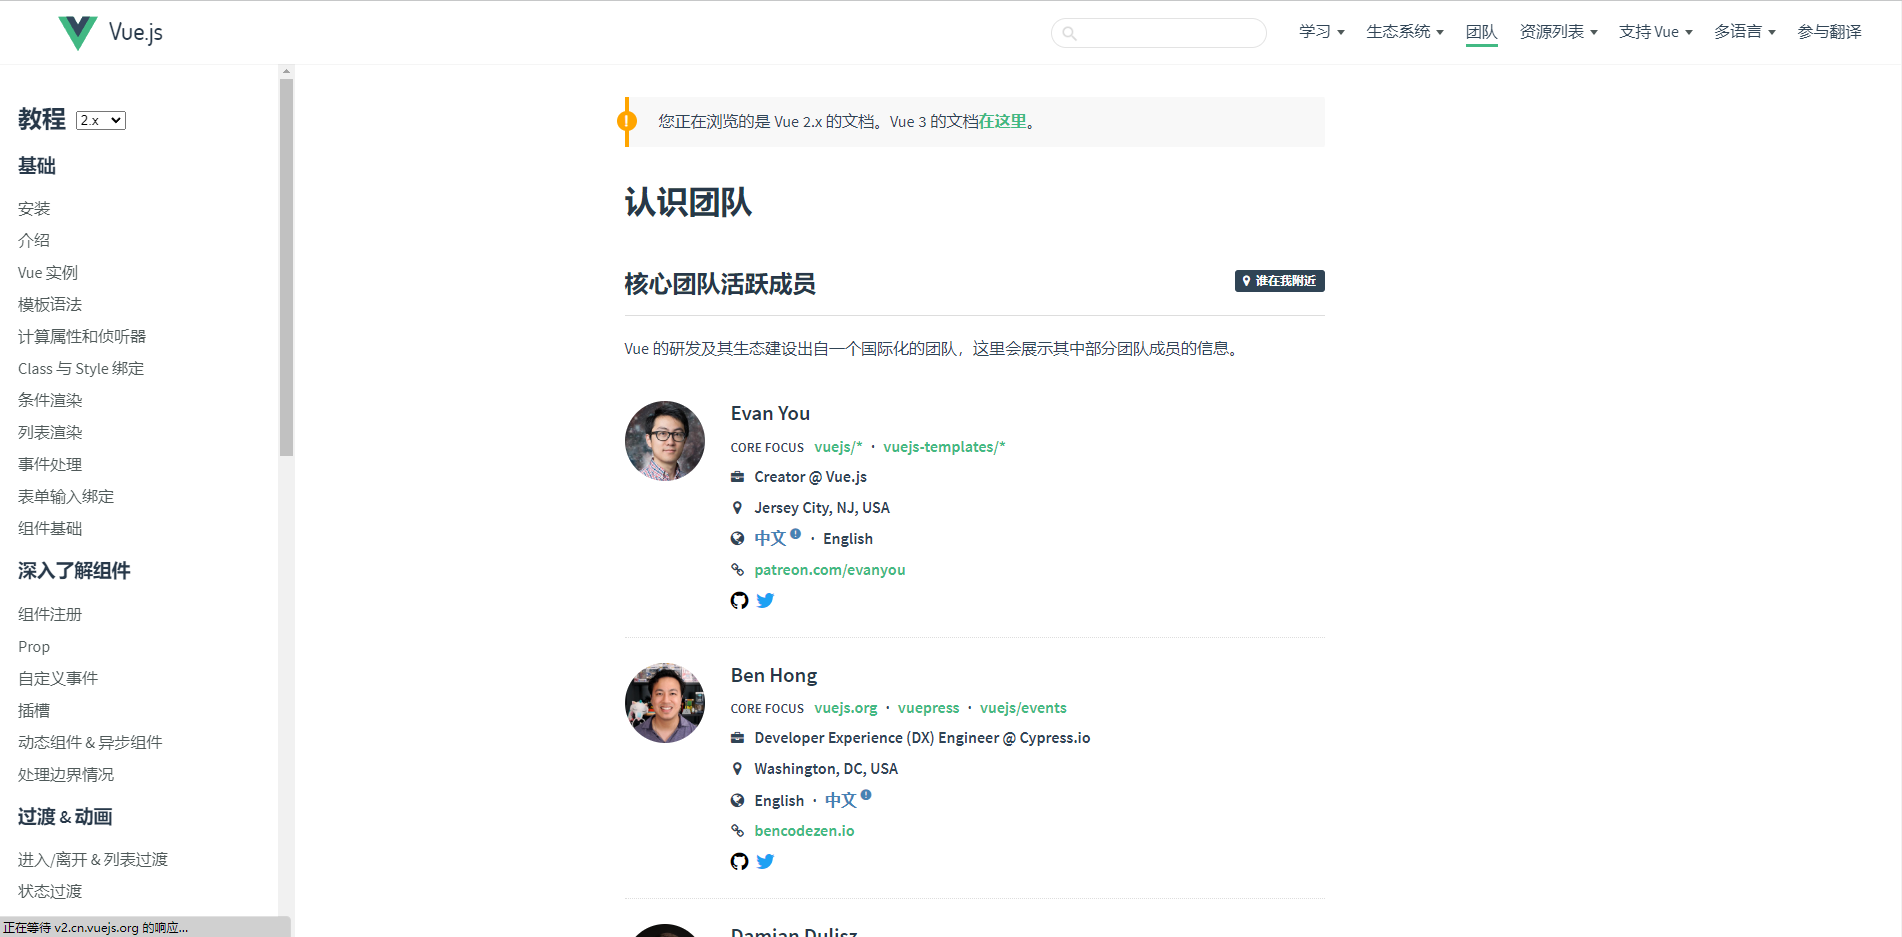 Vue.js
学习
生态系统
团队
资源列表
支持 Vue
多语言
参与翻译
教程 2.x
基础
安装
介绍
Vue 实例
模板语法
计算属性和侦听器
Class 与 Style 绑定
条件渲染
列表渲染
事件处理
表单输入绑定
组件基础
深入了解组件
组件注册
Prop
自定义事件
插槽
动态组件 & 异步组件
处理边界情况
过渡 & 动画
进入/离开 & 列表过渡
状态过渡
正在等待 v2.cn.vuejs.org 的响应...
您正在浏览的是 Vue 2.x 的文档。Vue 3 的文档在这里。
认识团队
核心团队活跃成员
谁在我附近
Vue 的研发及其生态建设出自一个国际化的团队，这里会展示其中部分团队成员的信息。
Evan You
CORE FOCUS vuejs/* · vuejs-templates/*
Creator @ Vue.js
Jersey City, NJ, USA
中文 · English
patreon.com/evanyou
Ben Hong
CORE FOCUS vuejs.org · vuepress · vuejs/events
Developer Experience (DX) Engineer @ Cypress.io
Washington, DC, USA
English · 中文
bencodezen.io
Damian Dulisz